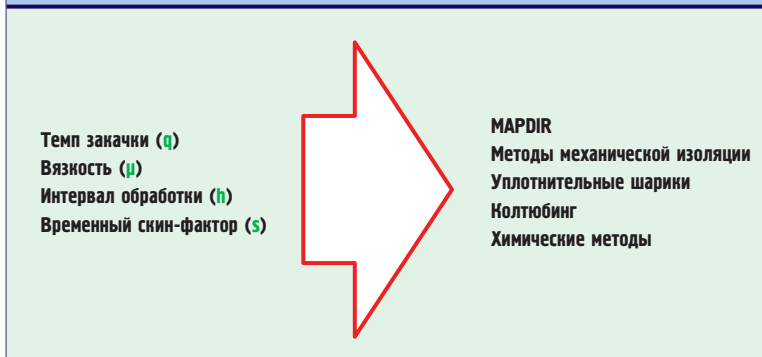 Темп закачки (q)
Вязкость (μ)
Интервал обработки (h)
Временный скин-фактор (s)
MAPDIR
Методы механической изоляции
Уплотнительные шарики
Колтюбинг
Химические методы